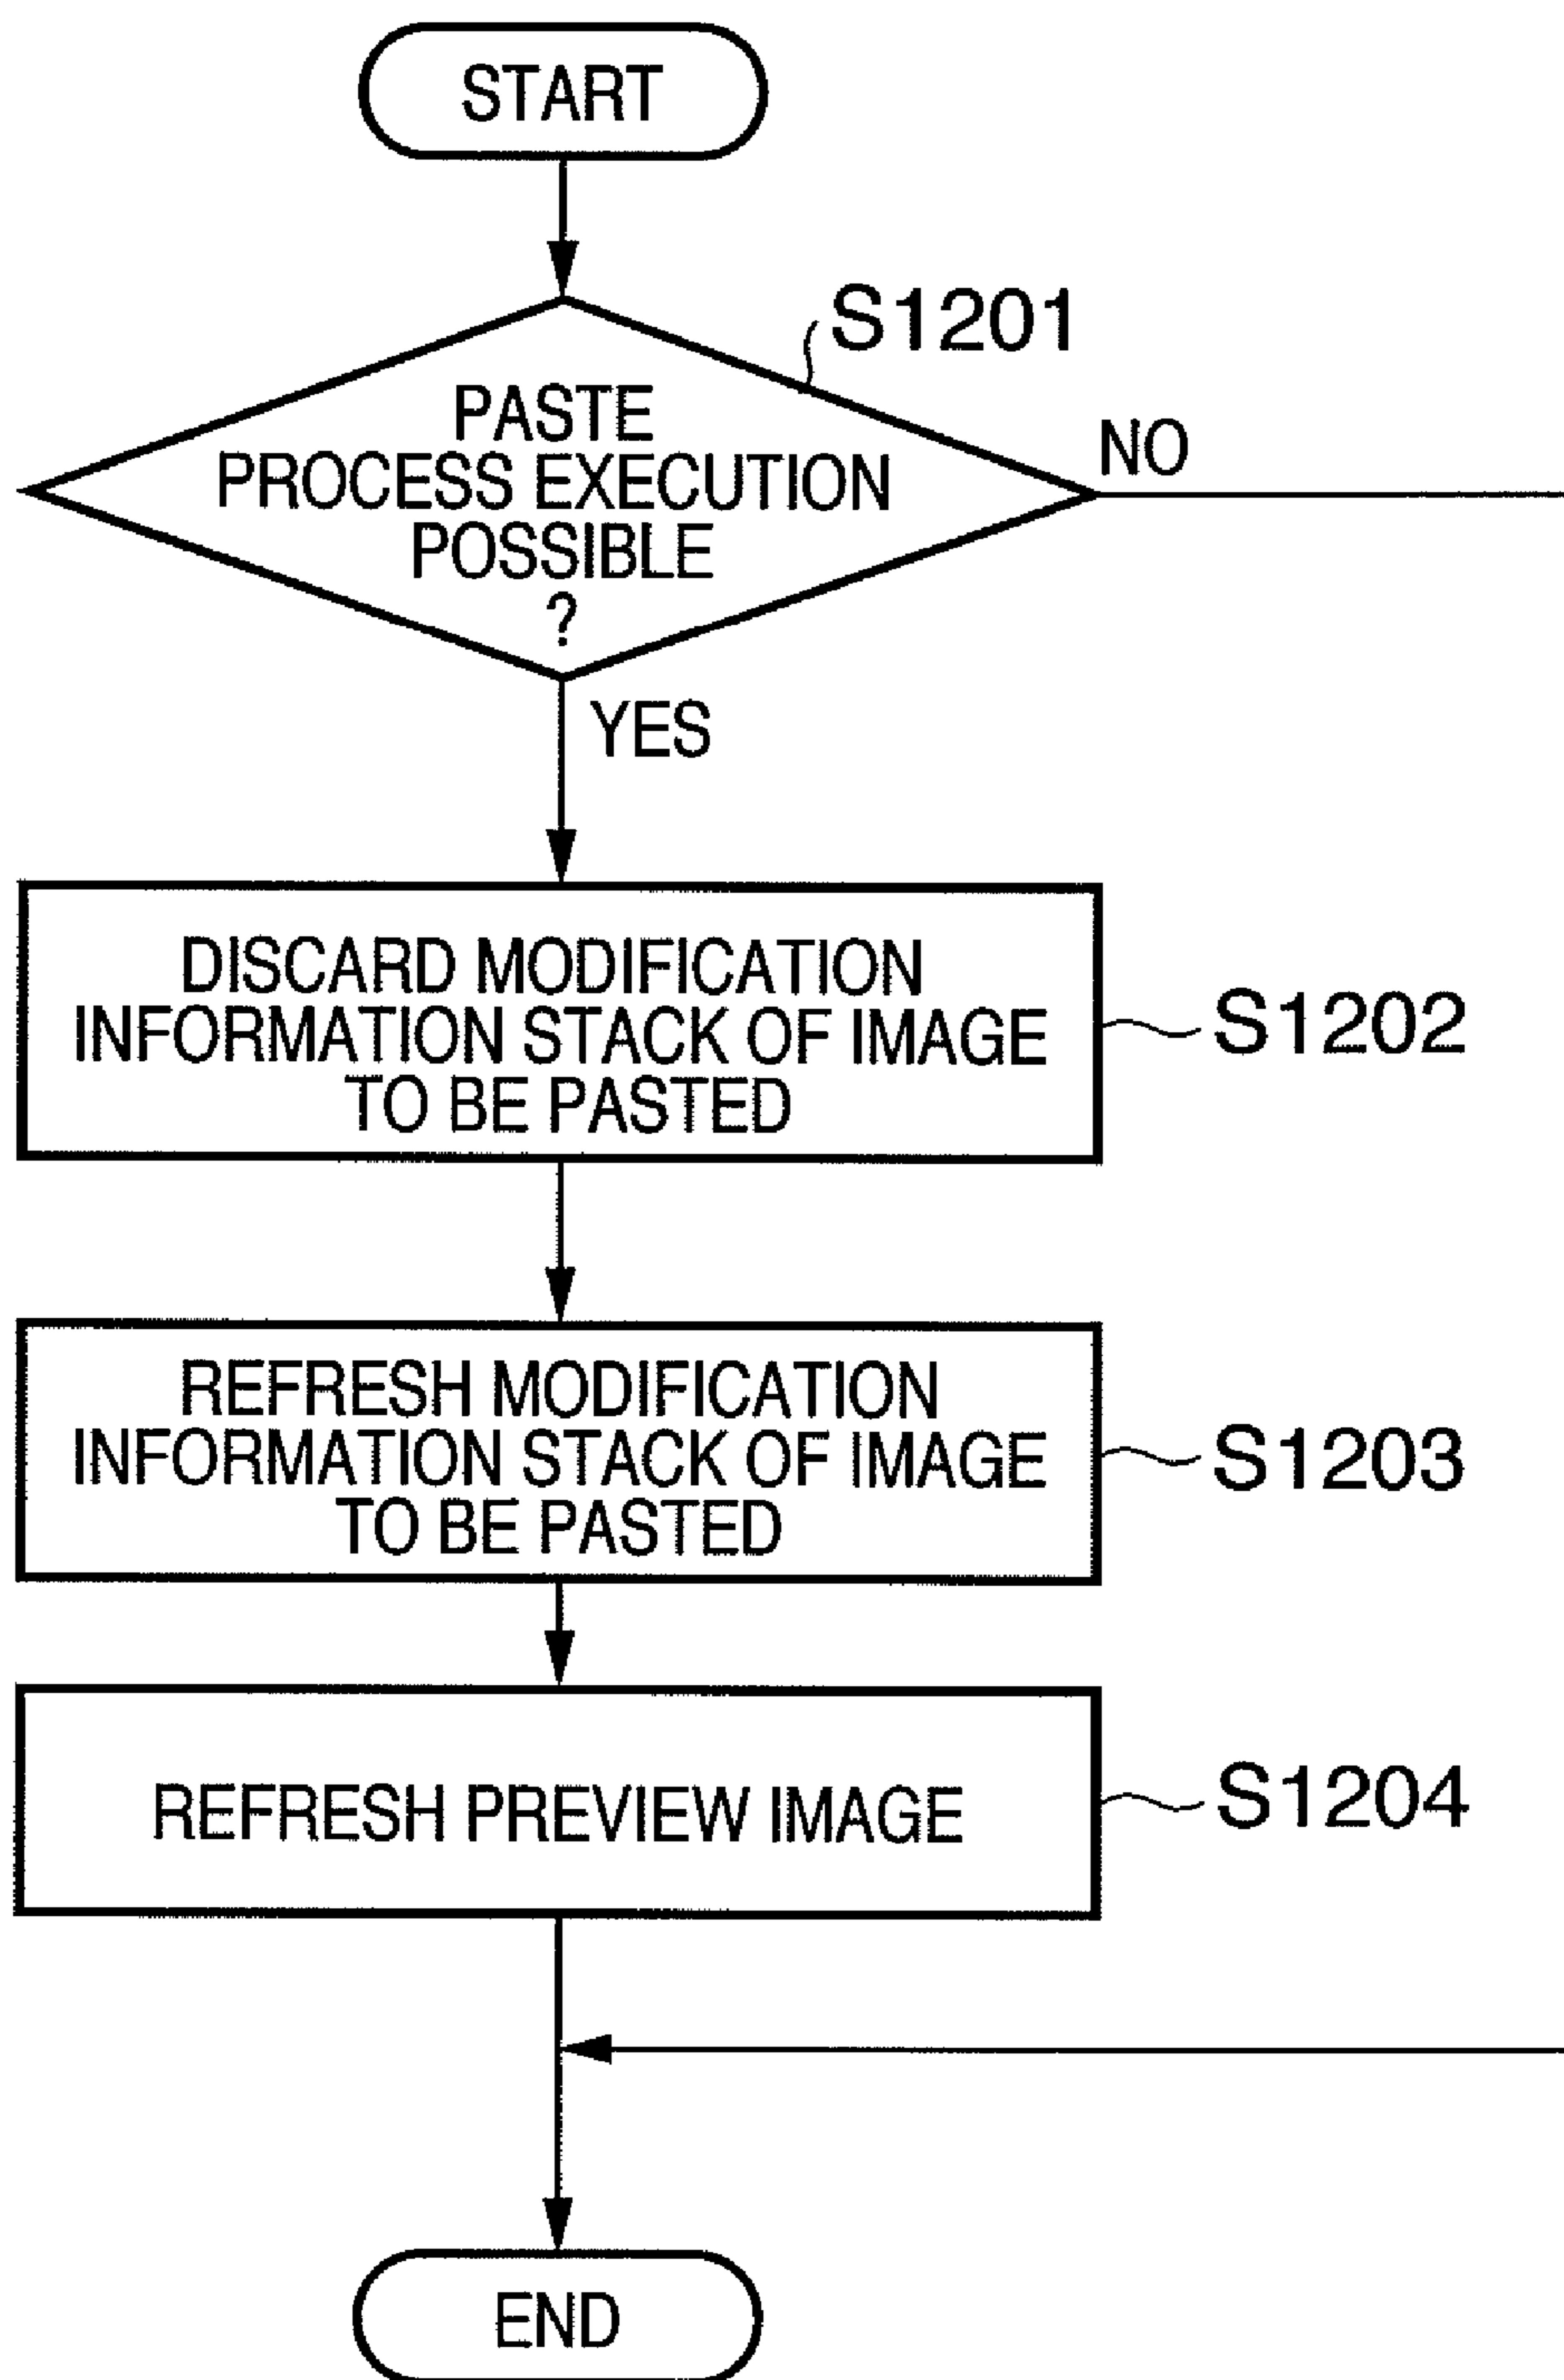 START
S1201
PASTE
PROCESS EXECUTION
POSSIBLE
?
NO
YES
DISCARD MODIFICATION
INFORMATION STACK OF IMAGE
TO BE PASTED
S1202
REFRESH MODIFICATION
INFORMATION STACK OF IMAGE
TO BE PASTED
S1203
REFRESH PREVIEW IMAGE
S1204
END